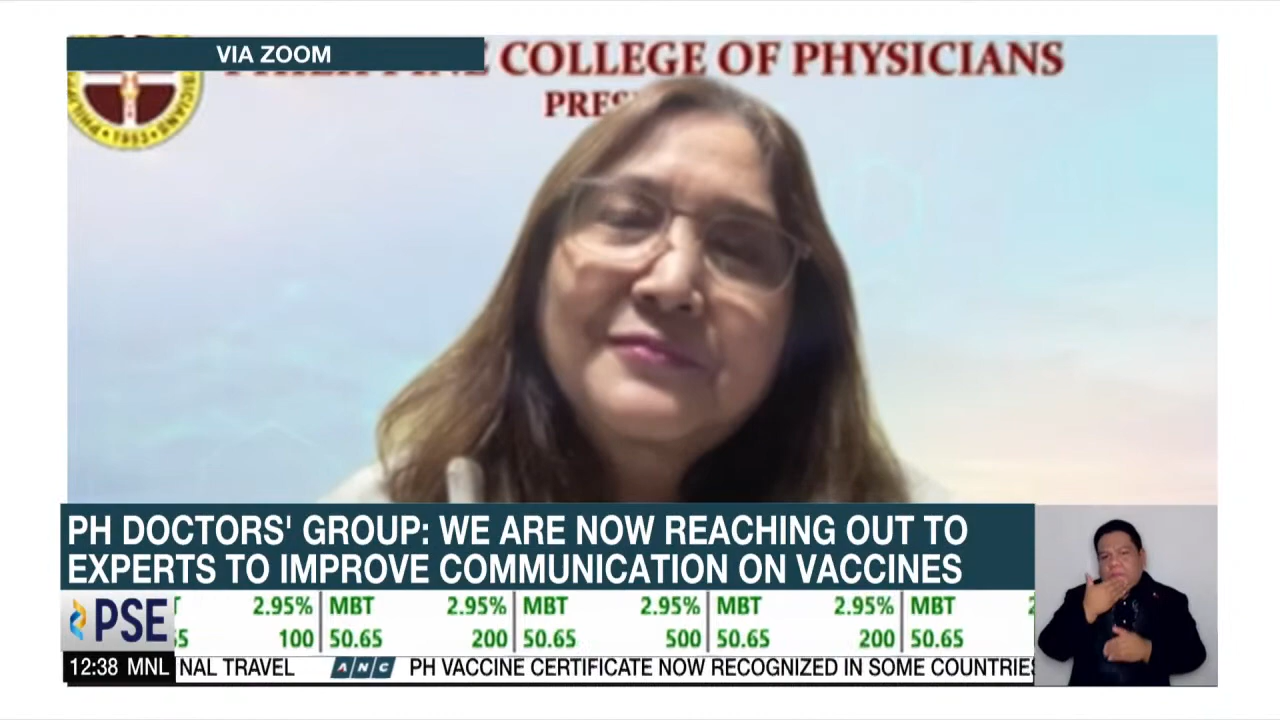 VIA ZOOM
COLLEGE OF PHYSICIANS
PRES
1953
PH DOCTORS' GROUP: WE ARE NOW REACHING OUT TO
EXPERTS TO IMPROVE COMMUNICATION ON VACCINES
PSE
2.95% MBT 2.95% MBT 2.95% MBT 2.95% MBT
100 50.65 200 50.65 500 50.65 200 50.65
12:38 MNL NAL TRAVEL ANC PH VACCINE CERTIFICATE NOW RECOGNIZED IN SOME COUNTRIES